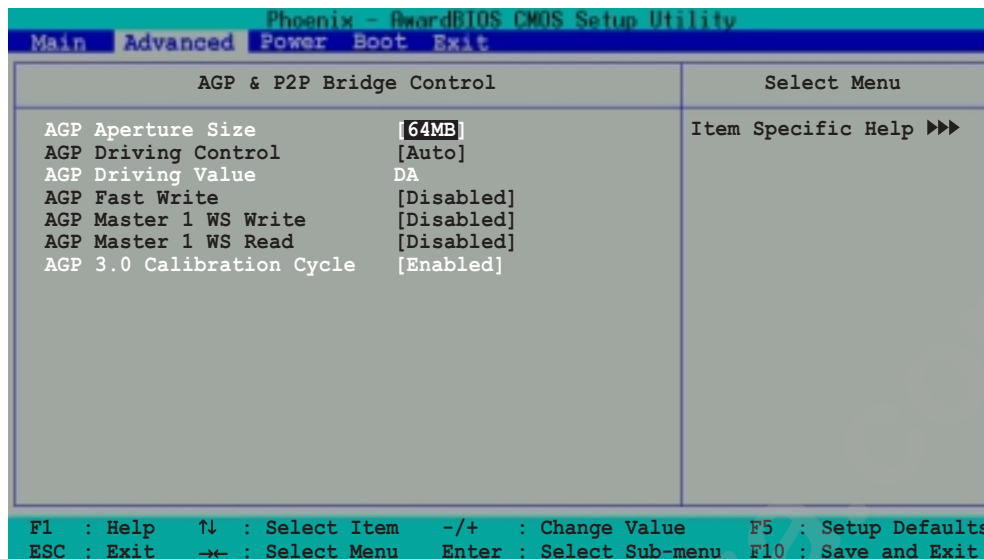 Phoenix - AwardBIOS CMOS Setup Utility
Main Advanced Power Boot Exit
AGP & P2P Bridge Control
Select Menu
AGP Aperture Size [64MB]
Item Specific Help ▶▶▶
AGP Driving Control [Auto]
AGP Driving Value DA
AGP Fast Write [Disabled]
AGP Master 1 WS Write [Disabled]
AGP Master 1 WS Read [Disabled]
AGP 3.0 Calibration Cycle [Enabled]
F1 : Help ↑↓ : Select Item -/+ : Change Value F5 : Setup Defaults
ESC : Exit →← : Select Menu Enter : Select Sub-menu F10 : Save and Exit